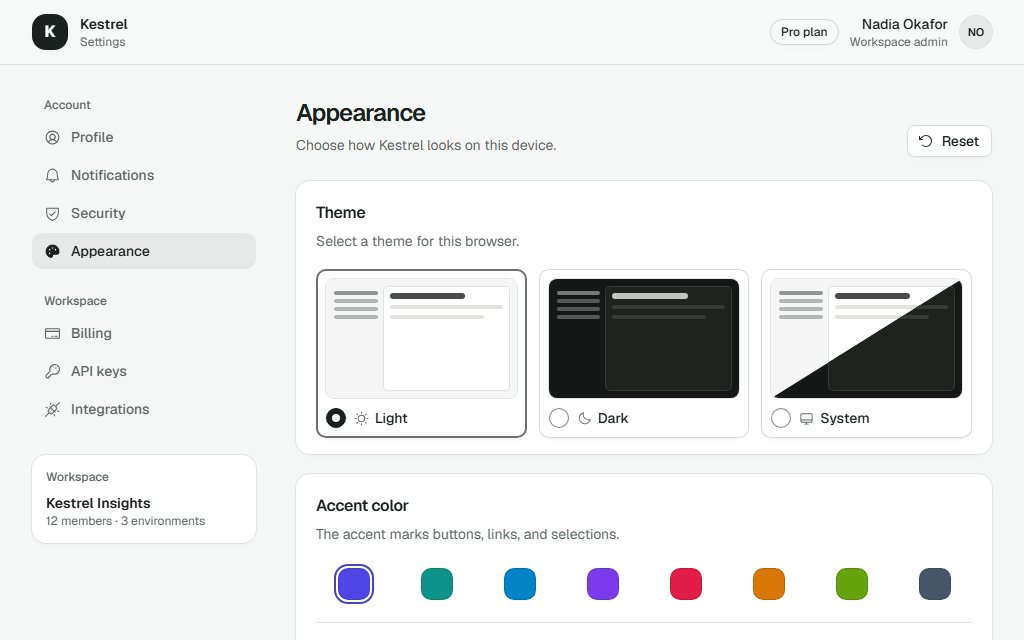 K
Kestrel
Settings
Pro plan
Nadia Okafor
Workspace admin
NO
Account
Profile
Notifications
Security
Appearance
Workspace
Billing
API keys
Integrations
Workspace
Kestrel Insights
12 members · 3 environments
Appearance
Choose how Kestrel looks on this device.
Reset
Theme
Select a theme for this browser.
Light
Dark
System
Accent color
The accent marks buttons, links, and selections.